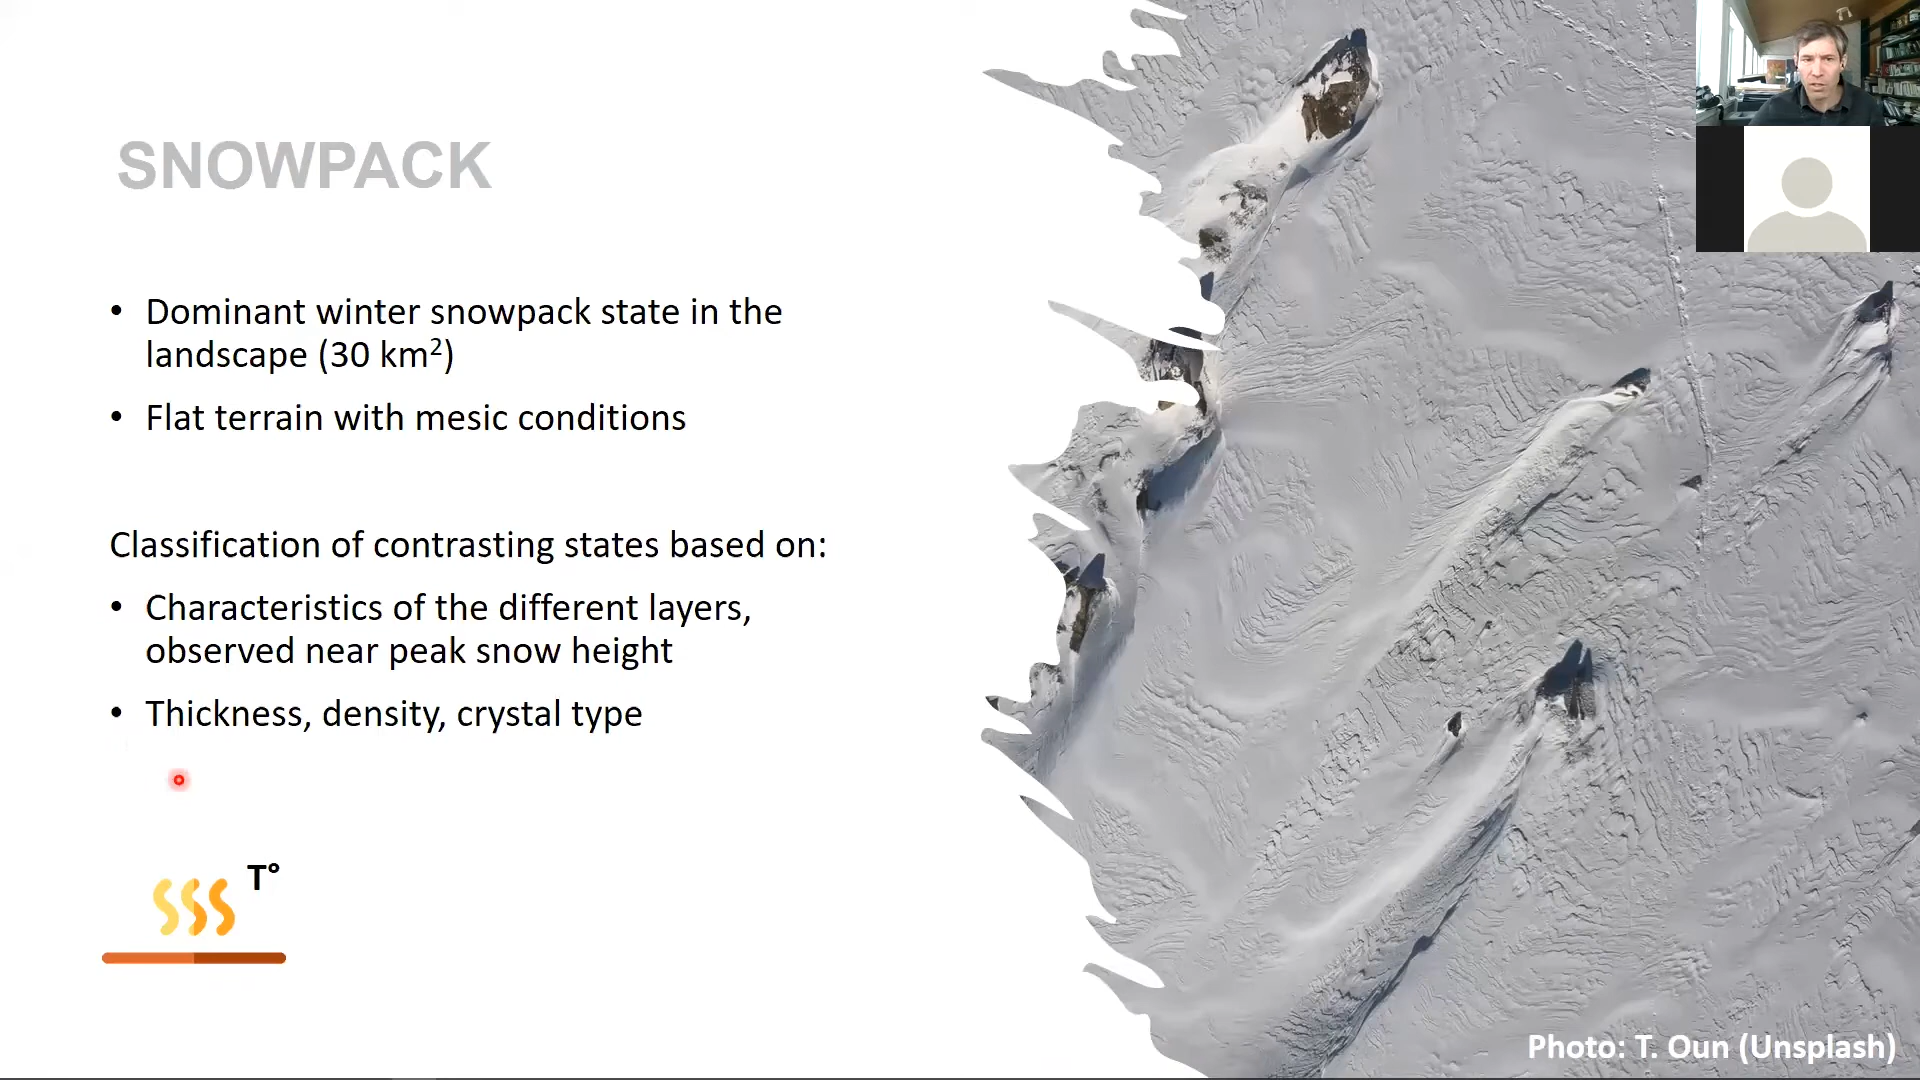 SNOWPACK
• Dominant winter snowpack state in the
landscape (30 km²)
• Flat terrain with mesic conditions
Classification of contrasting states based on:
• Characteristics of the different layers,
observed near peak snow height
• Thickness, density, crystal type
T°
Photo: T. Oun (Unsplash)